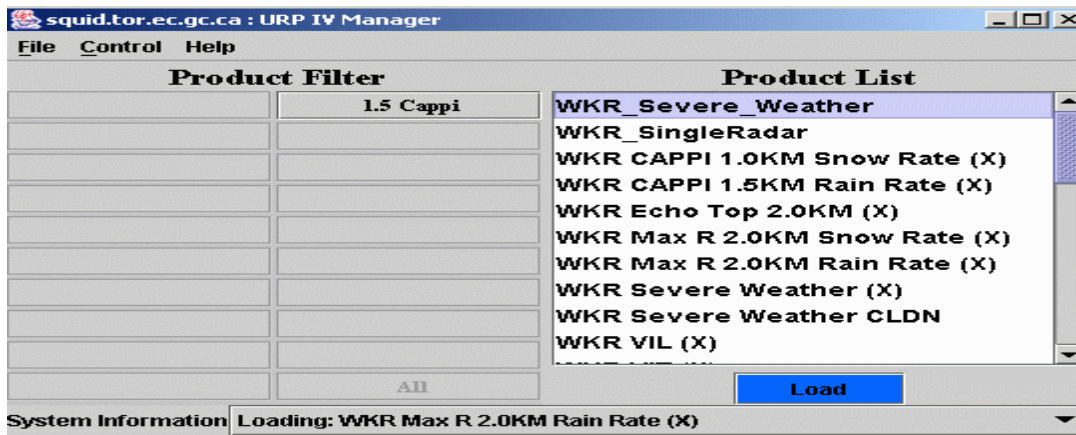 squid.tor.ec.gc.ca : URP IV Manager
File Control Help
Product Filter
1.5 Cappi
All
Product List
WKR_Severe_Weather
WKR_SingleRadar
WKR CAPPI 1.0KM Snow Rate (X)
WKR CAPPI 1.5KM Rain Rate (X)
WKR Echo Top 2.0KM (X)
WKR Max R 2.0KM Snow Rate (X)
WKR Max R 2.0KM Rain Rate (X)
WKR Severe Weather (X)
WKR Severe Weather CLDN
WKR VIL (X)
Load
System Information Loading: WKR Max R 2.0KM Rain Rate (X)